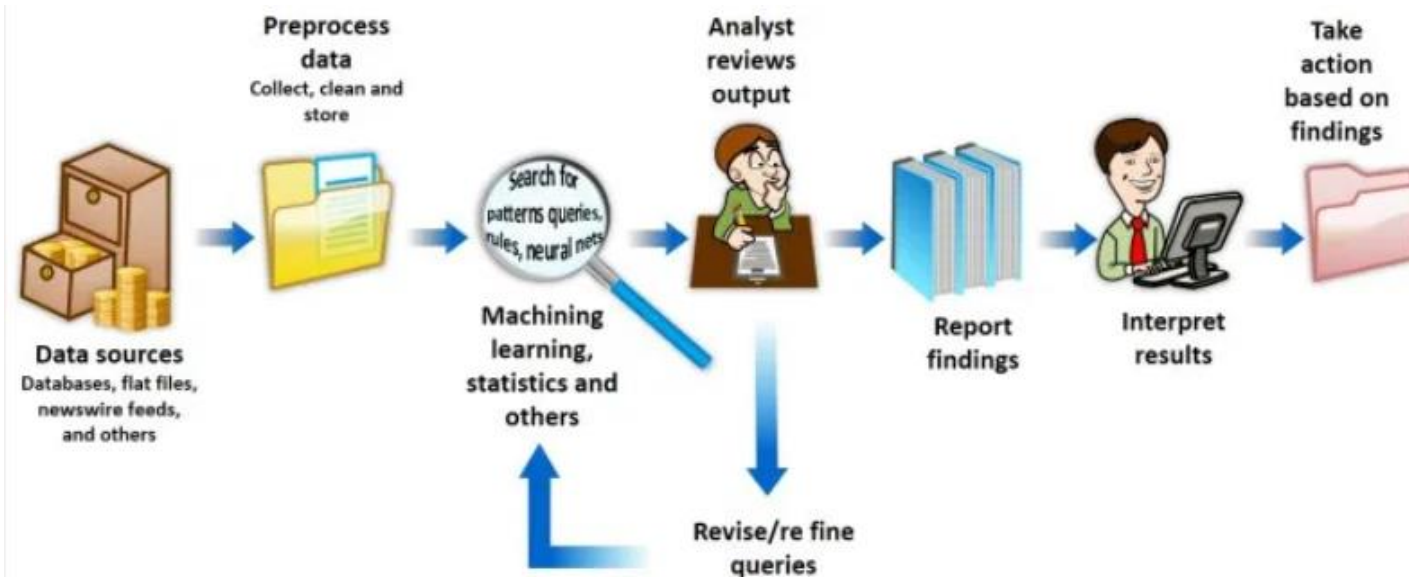 Preprocess
data
Collect, clean and
store
Analyst
reviews
output
Take
action
based on
findings
Search for
patterns queries,
rules, neural nets
Data sources
Databases, flat files,
newswire feeds,
and others
Machining
learning,
statistics and
others
Report
findings
Interpret
results
Revise/re fine
queries